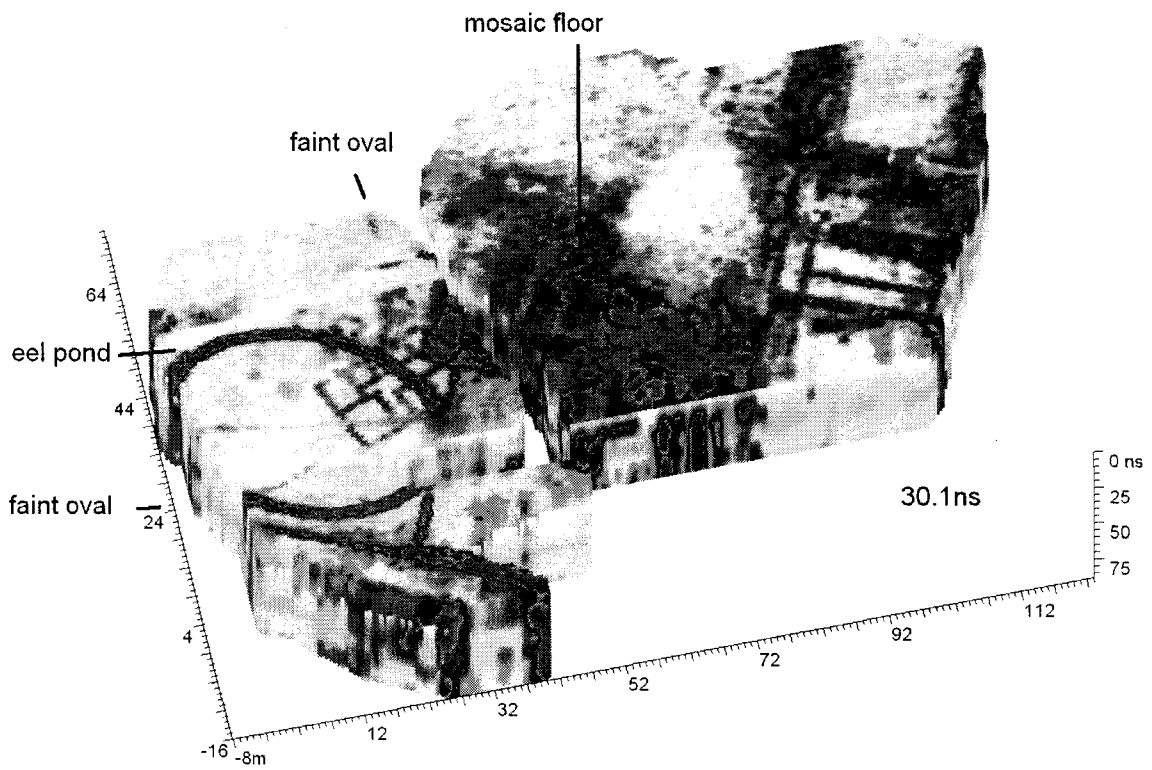 mosaic floor
faint oval
64
eel pond
44
0 ns
faint oval
24
30.1ns
25
50
75
4
112
92
72
52
32
12
-16
-8m